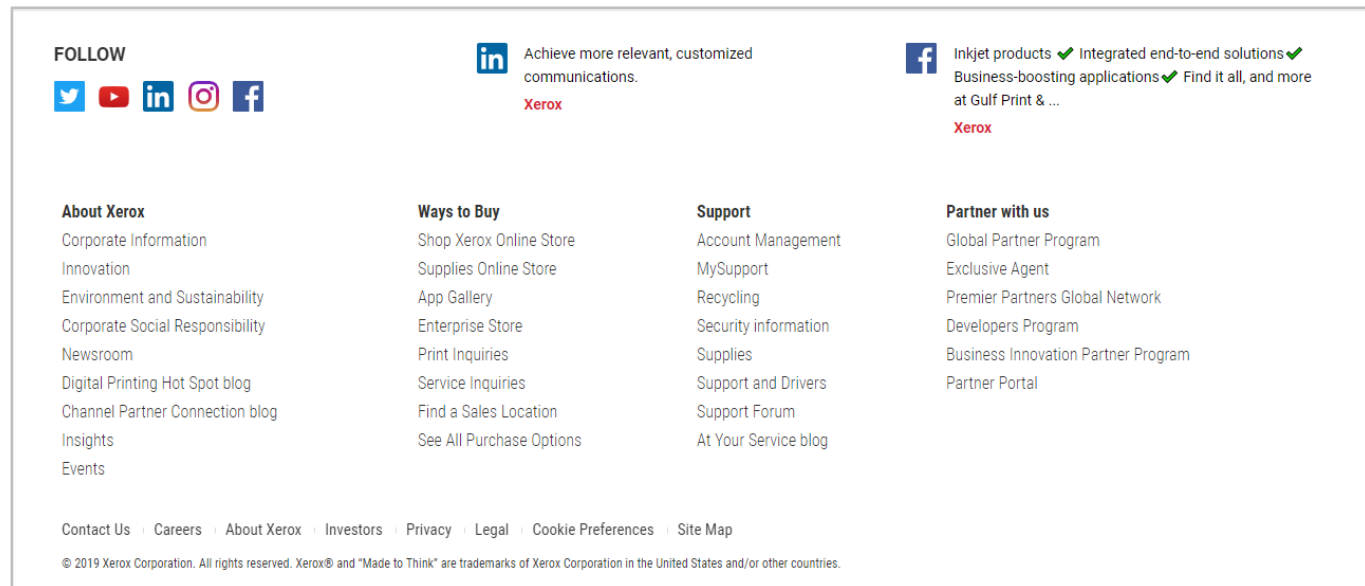 FOLLOW
Achieve more relevant, customized
communications.
Xerox
Inkjet products ✔ Integrated end-to-end solutions ✔
Business-boosting applications ✔ Find it all, and more
at Gulf Print & ...
Xerox
About Xerox
Corporate Information
Innovation
Environment and Sustainability
Corporate Social Responsibility
Newsroom
Digital Printing Hot Spot blog
Channel Partner Connection blog
Insights
Events
Ways to Buy
Shop Xerox Online Store
Supplies Online Store
App Gallery
Enterprise Store
Print Inquiries
Service Inquiries
Find a Sales Location
See All Purchase Options
Support
Account Management
MySupport
Recycling
Security information
Supplies
Support and Drivers
Support Forum
At Your Service blog
Partner with us
Global Partner Program
Exclusive Agent
Premier Partners Global Network
Developers Program
Business Innovation Partner Program
Partner Portal
Contact Us | Careers | About Xerox | Investors | Privacy | Legal | Cookie Preferences | Site Map
© 2019 Xerox Corporation. All rights reserved. Xerox® and “Made to Think” are trademarks of Xerox Corporation in the United States and/or other countries.